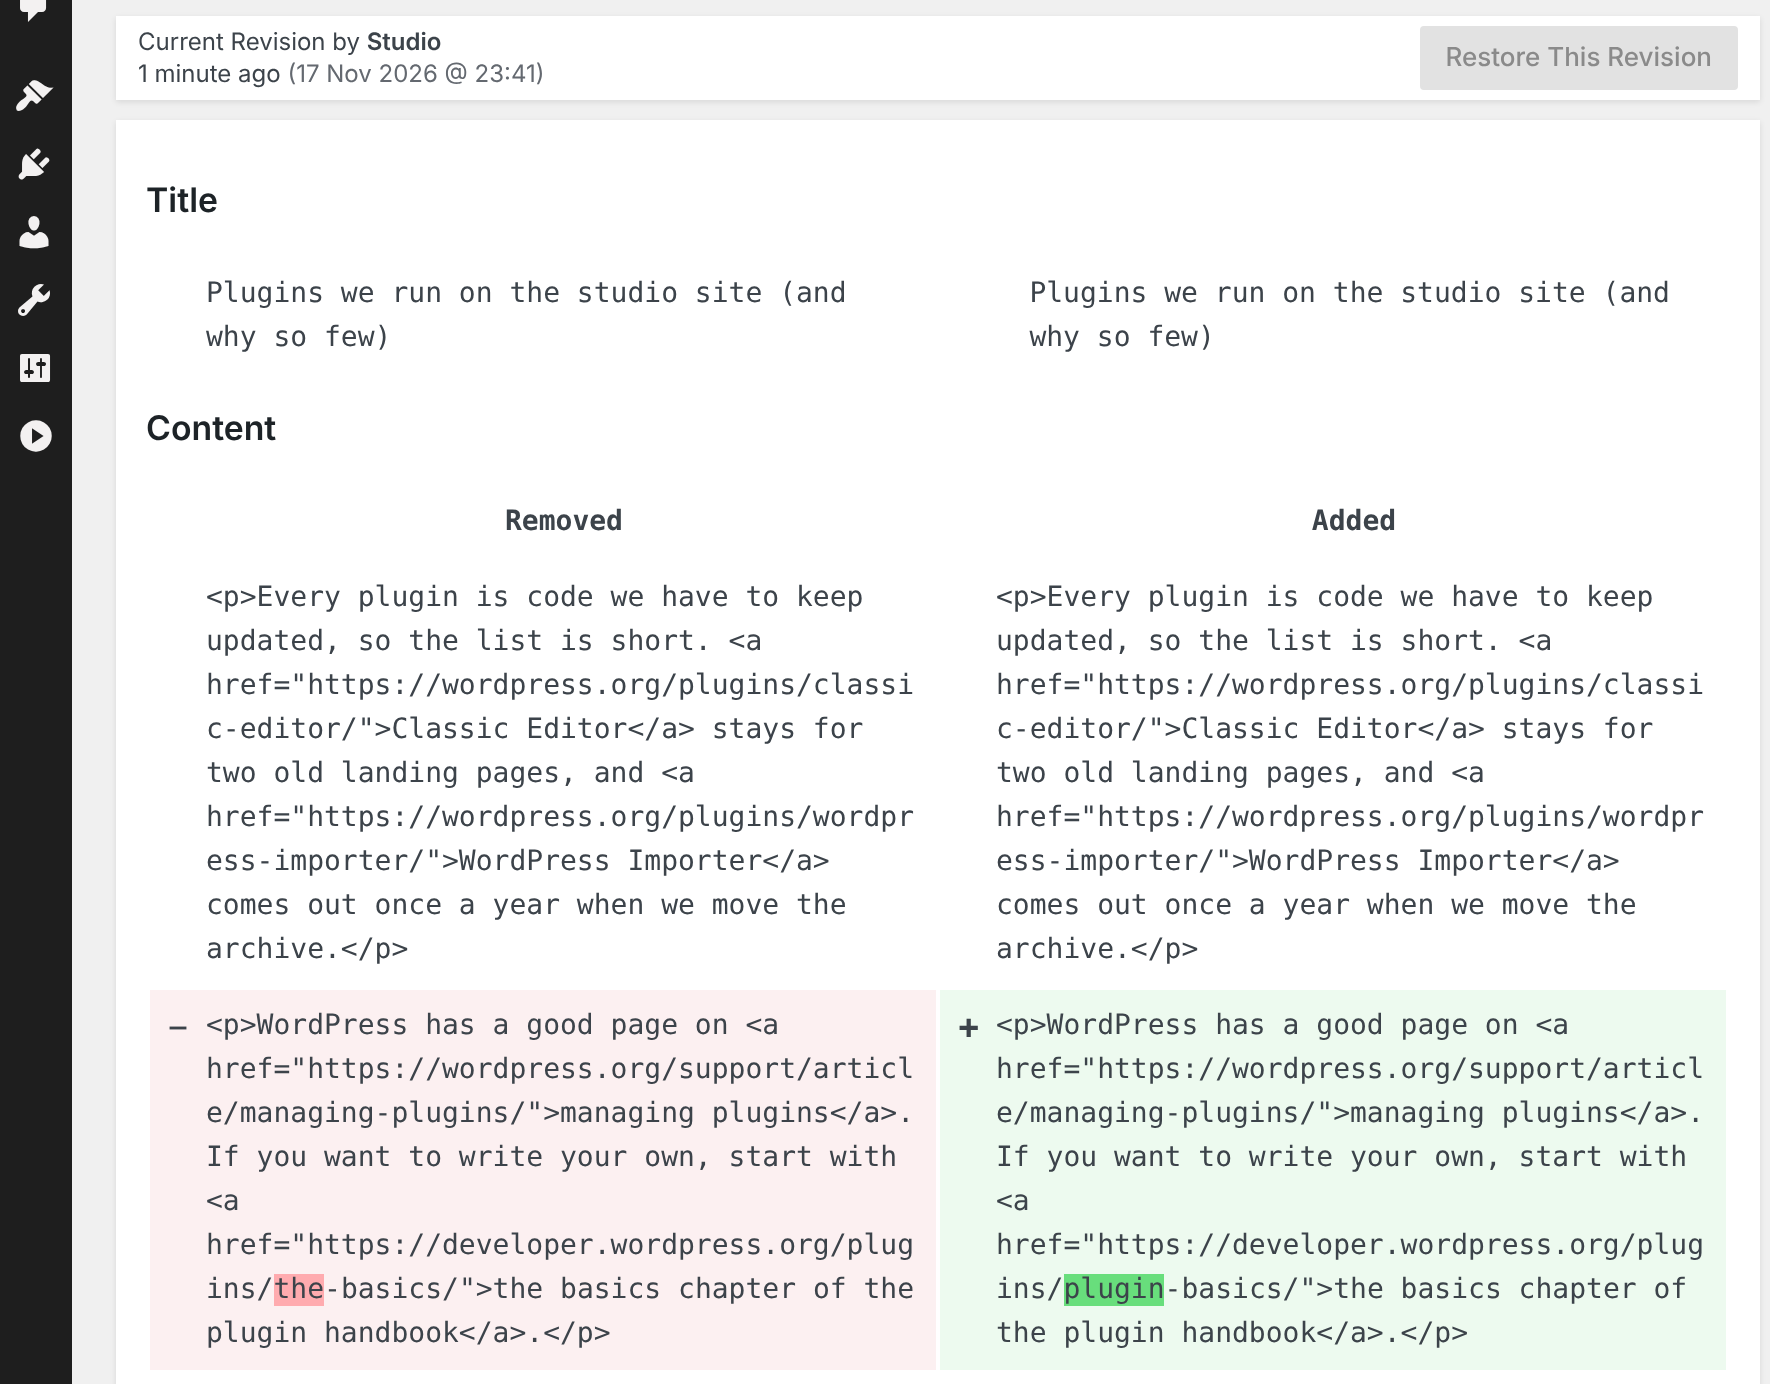 Current Revision by Studio
1 minute ago (17 Nov 2026 @ 23:41)
Restore This Revision
Title
Plugins we run on the studio site (and
why so few)
Plugins we run on the studio site (and
why so few)
Content
Removed
<p>Every plugin is code we have to keep
updated, so the list is short. <a
href="https://wordpress.org/plugins/classi
c-editor/">Classic Editor</a> stays for
two old landing pages, and <a
href="https://wordpress.org/plugins/wordpr
ess-importer/">WordPress Importer</a>
comes out once a year when we move the
archive.</p>
– <p>WordPress has a good page on <a
href="https://wordpress.org/support/articl
e/managing-plugins/">managing plugins</a>.
If you want to write your own, start with
<a
href="https://developer.wordpress.org/plug
ins/the-basics/">the basics chapter of the
plugin handbook</a>.</p>
Added
<p>Every plugin is code we have to keep
updated, so the list is short. <a
href="https://wordpress.org/plugins/classi
c-editor/">Classic Editor</a> stays for
two old landing pages, and <a
href="https://wordpress.org/plugins/wordpr
ess-importer/">WordPress Importer</a>
comes out once a year when we move the
archive.</p>
+ <p>WordPress has a good page on <a
href="https://wordpress.org/support/articl
e/managing-plugins/">managing plugins</a>.
If you want to write your own, start with
<a
href="https://developer.wordpress.org/plug
ins/plugin-basics/">the basics chapter of
the plugin handbook</a>.</p>